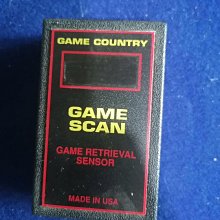 GAME COUNTRY
GAME
SCAN
GAME RETRIEVAL
SENSOR
MADE IN USA